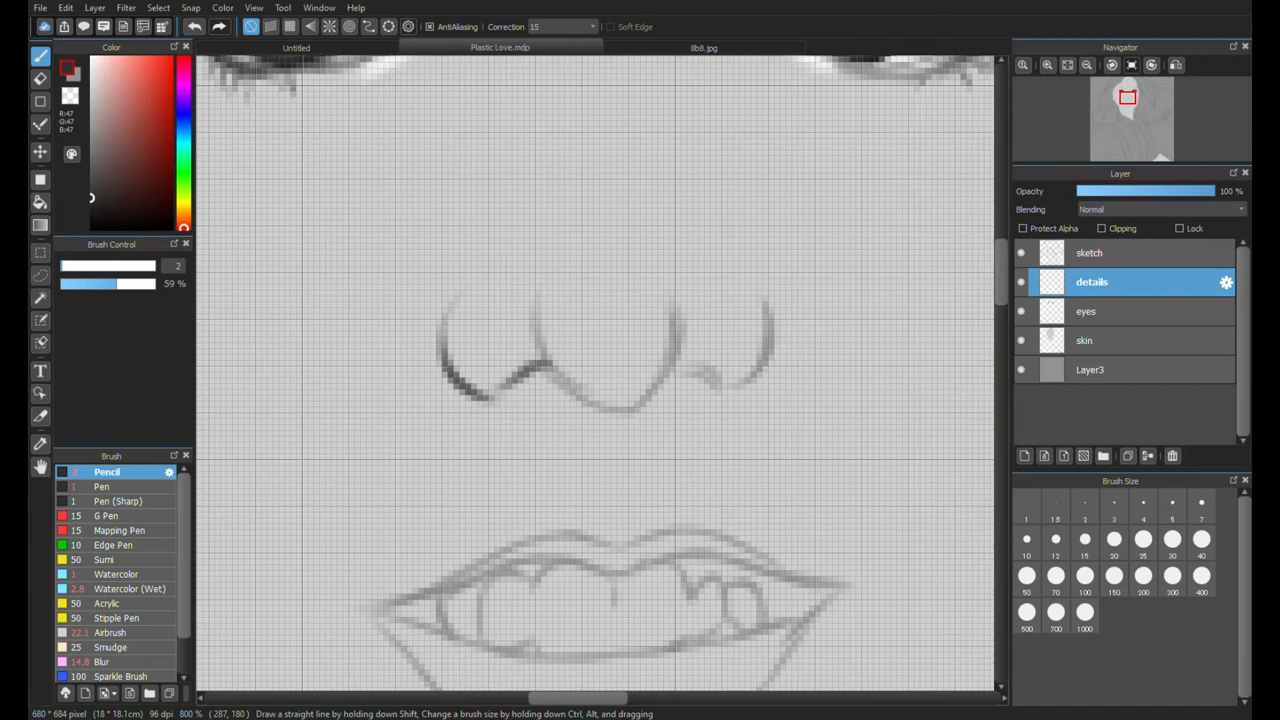 File Edit Layer Filter Select Snap Color View Tool Window Help
AntiAliasing Correction 15 Soft Edge
Color
Untitled Plastic Love.mdp 8b8.jpg
Navigator
R:47
G:47
B:47
Layer
Opacity 100 %
Blending Normal
Protect Alpha Clipping Lock
sketch
details
eyes
skin
Layer3
Brush Control
2
59 %
Brush
Pencil
1 Pen
1 Pen (Sharp)
15 G Pen
15 Mapping Pen
10 Edge Pen
50 Sumi
1 Watercolor
2.8 Watercolor (Wet)
50 Acrylic
50 Stipple Pen
22.1 Airbrush
25 Smudge
14.8 Blur
100 Sparkle Brush
Brush Size
1 1.5 2 3 4 5 7
10 12 15 20 25 30 40
50 70 100 150 200 300 400
500 700 1000
T
680 * 684 pixel (18 * 18.1cm) 96 dpi 800 % ( 287, 180 ) Draw a straight line by holding down Shift, Change a brush size by holding down Ctrl, Alt, and dragging